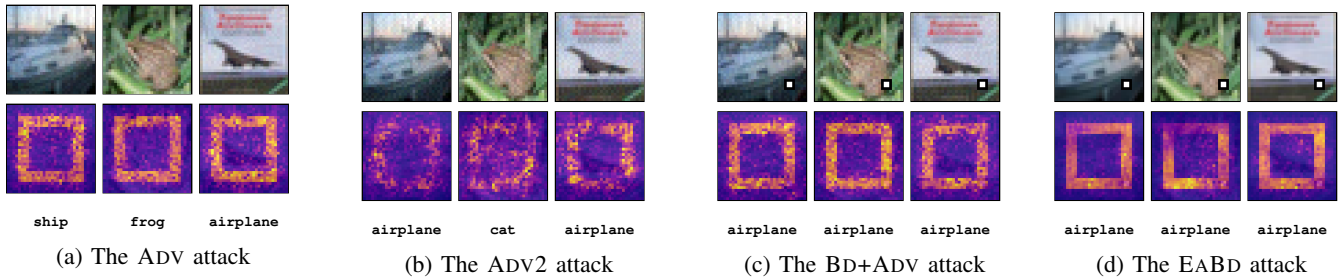 ship frog airplane
(a) The ADV attack
airplane cat airplane
(b) The ADV2 attack
airplane airplane airplane
(c) The BD+ADV attack
airplane airplane airplane
(d) The EABD attack